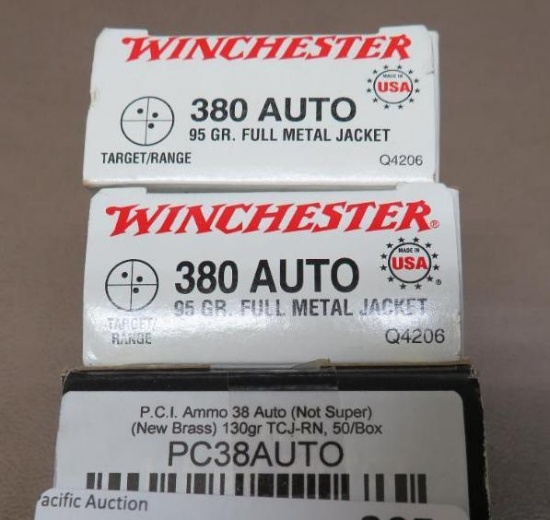 WINCHESTER
MADE IN
USA
380 AUTO
95 GR. FULL METAL JACKET
TARGET/RANGE
Q4206
WINCHESTER®
MADE IN
USA
®
380 AUTO
95 GR. FULL METAL JACKET
TARGET/
RANGE
Q4206
P.C.I. Ammo 38 Auto (Not Super)
(New Brass) 130gr TCJ-RN, 50/Box
PC38AUTO
acific Auction